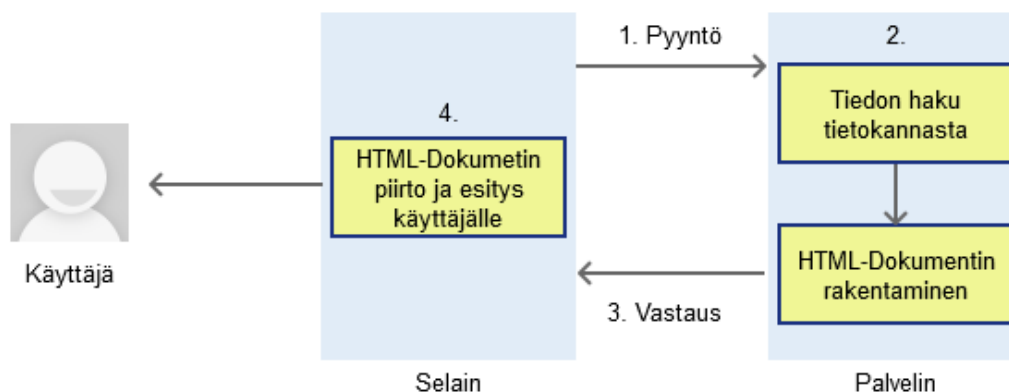 1. Pyyntö
2.
Tiedon haku
tietokannasta
HTML-Dokumentin
rakentaminen
3. Vastaus
4.
HTML-Dokumetin
piirto ja esitys
käyttäjälle
Käyttäjä
Selain
Palvelin